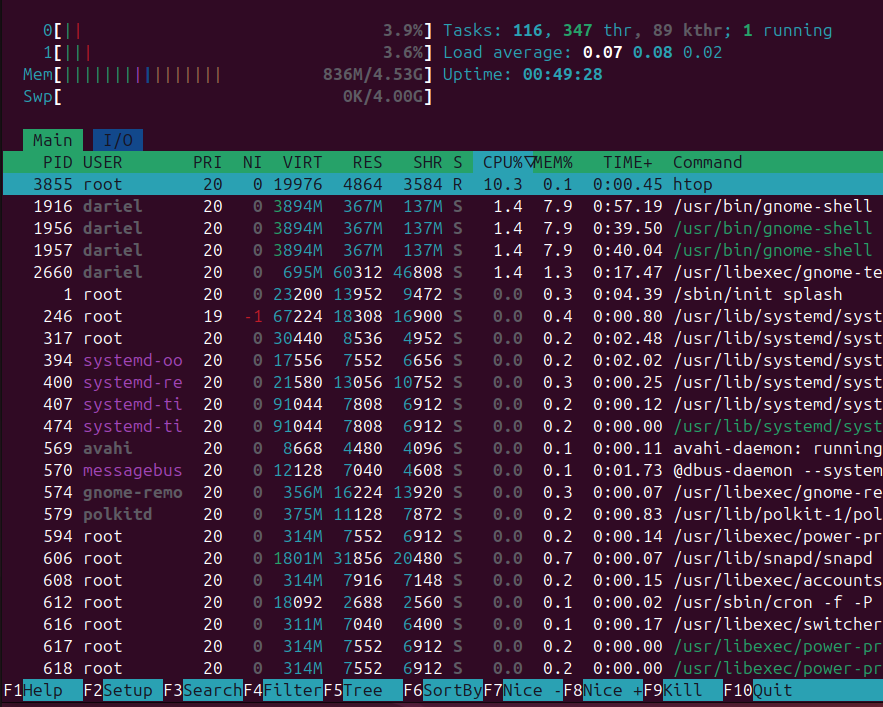 0[|| 3.9%] Tasks: 116, 347 thr, 89 kthr; 1 running
1[||| 3.6%] Load average: 0.07 0.08 0.02
Mem[|||||||||||||||| 836M/4.53G] Uptime: 00:49:28
Swp[ 0K/4.00G]
Main I/O
PID USER PRI NI VIRT RES SHR S CPU%▽MEM% TIME+ Command
3855 root 20 0 19976 4864 3584 R 10.3 0.1 0:00.45 htop
1916 dariel 20 0 3894M 367M 137M S 1.4 7.9 0:57.19 /usr/bin/gnome-shell
1956 dariel 20 0 3894M 367M 137M S 1.4 7.9 0:39.50 /usr/bin/gnome-shell
1957 dariel 20 0 3894M 367M 137M S 1.4 7.9 0:40.04 /usr/bin/gnome-shell
2660 dariel 20 0 695M 60312 46808 S 1.4 1.3 0:17.47 /usr/libexec/gnome-te
1 root 20 0 23200 13952 9472 S 0.0 0.3 0:04.39 /sbin/init splash
246 root 19 -1 67224 18308 16900 S 0.0 0.4 0:00.80 /usr/lib/systemd/syst
317 root 20 0 30440 8536 4952 S 0.0 0.2 0:02.48 /usr/lib/systemd/syst
394 systemd-oo 20 0 17556 7552 6656 S 0.0 0.2 0:02.02 /usr/lib/systemd/syst
400 systemd-re 20 0 21580 13056 10752 S 0.0 0.3 0:00.25 /usr/lib/systemd/syst
407 systemd-ti 20 0 91044 7808 6912 S 0.0 0.2 0:00.12 /usr/lib/systemd/syst
474 systemd-ti 20 0 91044 7808 6912 S 0.0 0.2 0:00.00 /usr/lib/systemd/syst
569 avahi 20 0 8668 4480 4096 S 0.0 0.1 0:00.11 avahi-daemon: running
570 messagebus 20 0 12128 7040 4608 S 0.0 0.1 0:01.73 @dbus-daemon --system
574 gnome-remo 20 0 356M 16224 13920 S 0.0 0.3 0:00.07 /usr/libexec/gnome-re
579 polkitd 20 0 375M 11128 7872 S 0.0 0.2 0:00.83 /usr/lib/polkit-1/pol
594 root 20 0 314M 7552 6912 S 0.0 0.2 0:00.14 /usr/libexec/power-pr
606 root 20 0 1801M 31856 20480 S 0.0 0.7 0:00.07 /usr/lib/snapd/snapd
608 root 20 0 314M 7916 7148 S 0.0 0.2 0:00.15 /usr/libexec/accounts
612 root 20 0 18092 2688 2560 S 0.0 0.1 0:00.02 /usr/sbin/cron -f -P
616 root 20 0 311M 7040 6400 S 0.0 0.1 0:00.17 /usr/libexec/switcher
617 root 20 0 314M 7552 6912 S 0.0 0.2 0:00.00 /usr/libexec/power-pr
618 root 20 0 314M 7552 6912 S 0.0 0.2 0:00.00 /usr/libexec/power-pr
F1Help F2Setup F3SearchF4FilterF5Tree F6SortByF7Nice -F8Nice +F9Kill F10Quit